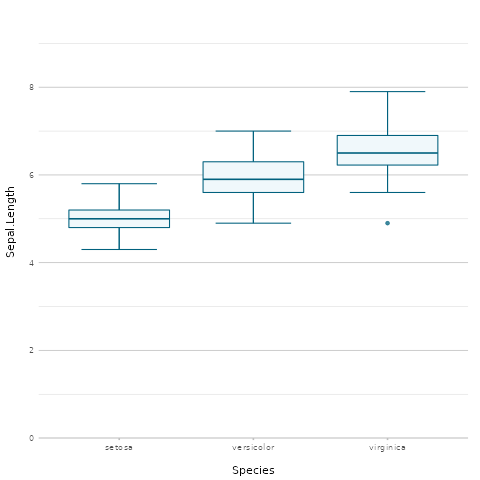 Sepal.Length
8
6
4
2
0
setosa
versicolor
virginica
Species